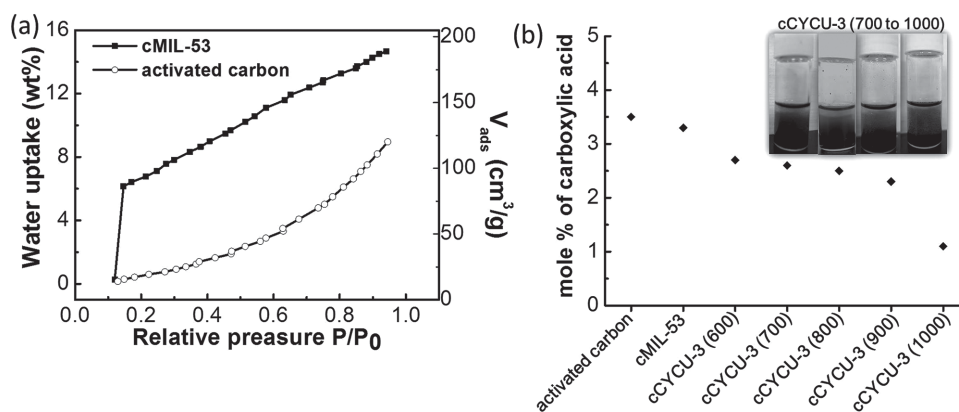 (a)
16
12
8
4
0
Water uptake (wt%)
cMIL-53
activated carbon
200
150
100
50
0
V_ads (cm³/g)
0.0 0.2 0.4 0.6 0.8 1.0
Relative preasure P/P₀
(b)
cCYCU-3 (700 to 1000)
5
4
3
2
1
0
mole % of carboxylic acid
activated carbon
cMIL-53
cCYCU-3 (600)
cCYCU-3 (700)
cCYCU-3 (800)
cCYCU-3 (900)
cCYCU-3 (1000)